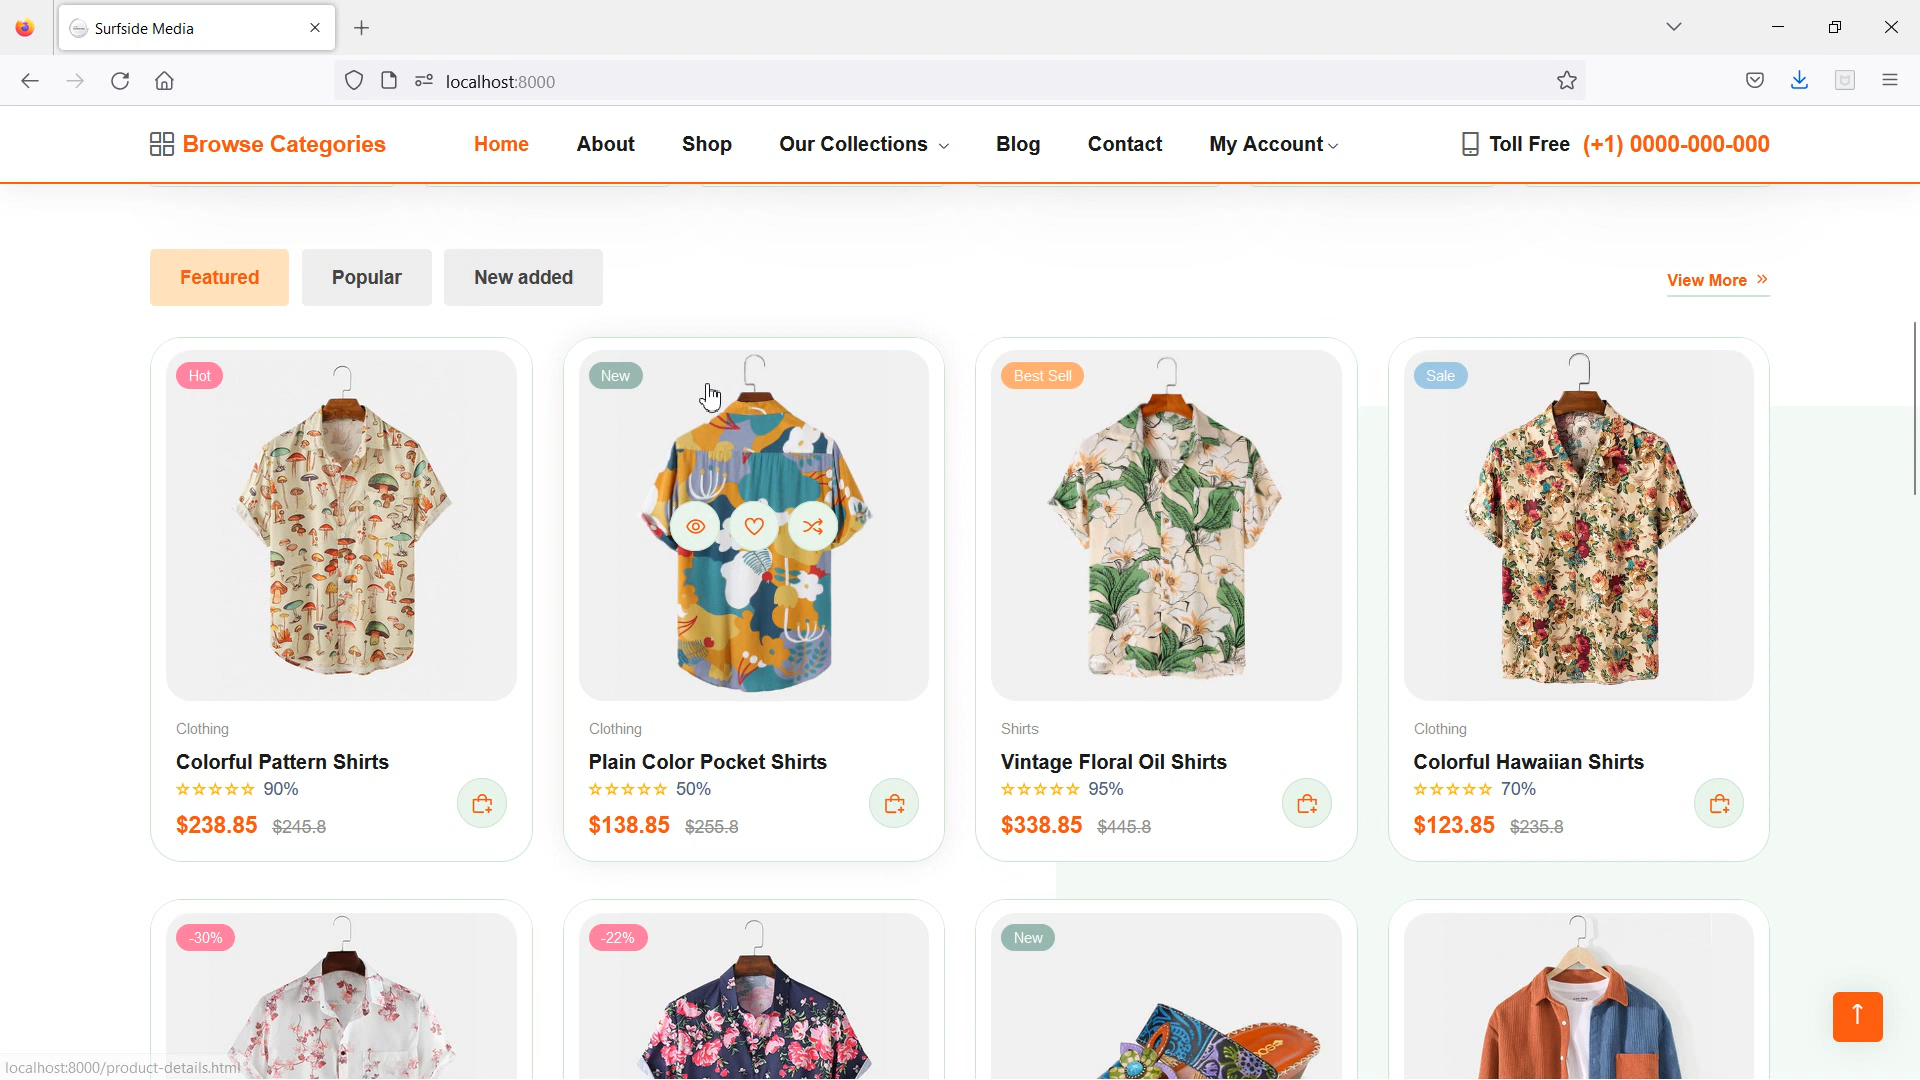 Surfside Media
localhost:8000
Browse Categories
Home
About
Shop
Our Collections
Blog
Contact
My Account
Toll Free (+1) 0000-000-000
Featured
Popular
New added
View More
Hot
New
Best Sell
Sale
Clothing
Colorful Pattern Shirts
90%
$238.85 $245.8
Clothing
Plain Color Pocket Shirts
50%
$138.85 $255.8
Shirts
Vintage Floral Oil Shirts
95%
$338.85 $445.8
Clothing
Colorful Hawaiian Shirts
70%
$123.85 $235.8
-30%
-22%
New
localhost:8000/product-details.html